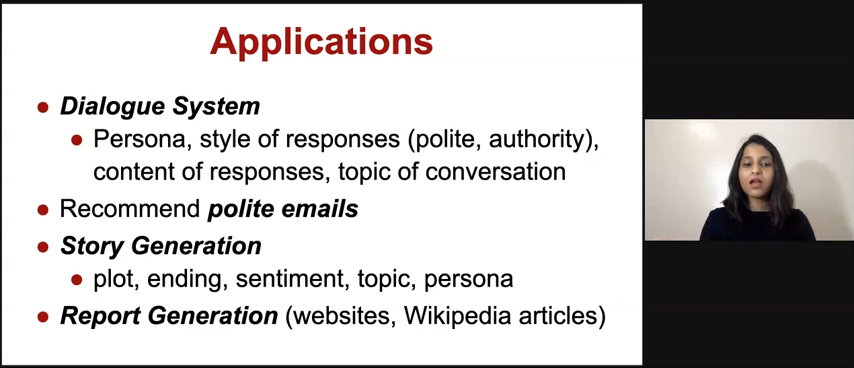 Applications
● Dialogue System
● Persona, style of responses (polite, authority),
content of responses, topic of conversation
● Recommend polite emails
● Story Generation
● plot, ending, sentiment, topic, persona
● Report Generation (websites, Wikipedia articles)